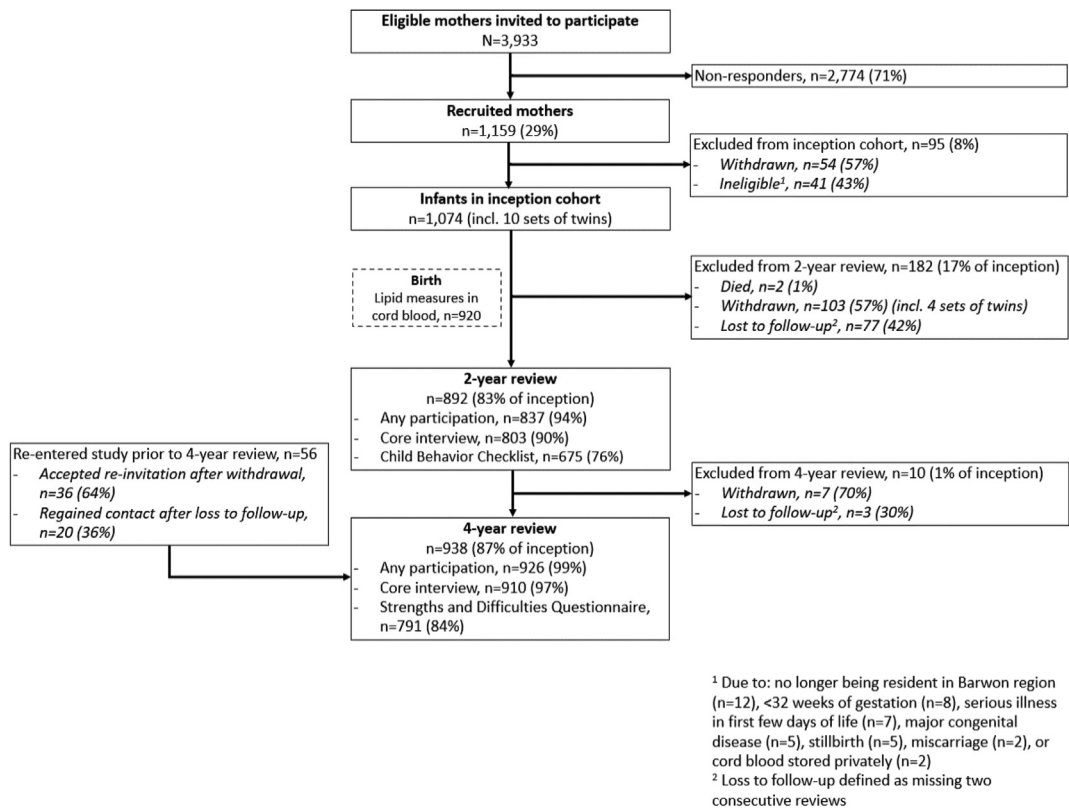 Eligible mothers invited to participate
N=3,933
Non-responders, n=2,774 (71%)
Recruited mothers
n=1,159 (29%)
Excluded from inception cohort, n=95 (8%)
- Withdrawn, n=54 (57%)
- Ineligible¹, n=41 (43%)
Infants in inception cohort
n=1,074 (incl. 10 sets of twins)
Birth
Lipid measures in
cord blood, n=920
Excluded from 2-year review, n=182 (17% of inception)
- Died, n=2 (1%)
- Withdrawn, n=103 (57%) (incl. 4 sets of twins)
- Lost to follow-up², n=77 (42%)
2-year review
n=892 (83% of inception)
- Any participation, n=837 (94%)
- Core interview, n=803 (90%)
- Child Behavior Checklist, n=675 (76%)
Re-entered study prior to 4-year review, n=56
- Accepted re-invitation after withdrawal,
n=36 (64%)
- Regained contact after loss to follow-up,
n=20 (36%)
Excluded from 4-year review, n=10 (1% of inception)
- Withdrawn, n=7 (70%)
- Lost to follow-up², n=3 (30%)
4-year review
n=938 (87% of inception)
- Any participation, n=926 (99%)
- Core interview, n=910 (97%)
- Strengths and Difficulties Questionnaire,
n=791 (84%)
¹ Due to: no longer being resident in Barwon region
(n=12), <32 weeks of gestation (n=8), serious illness
in first few days of life (n=7), major congenital
disease (n=5), stillbirth (n=5), miscarriage (n=2), or
cord blood stored privately (n=2)
² Loss to follow-up defined as missing two
consecutive reviews